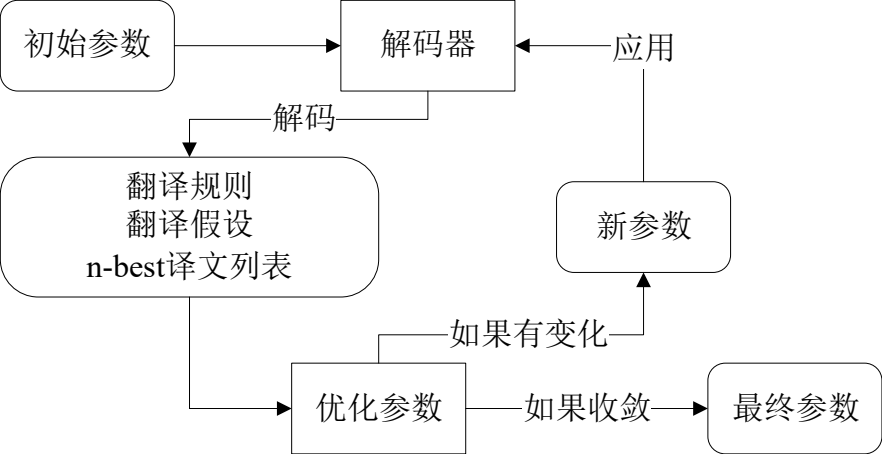 初始参数
解码器
应用
解码
翻译规则
翻译假设
n-best译文列表
新参数
如果有变化
优化参数
如果收敛
最终参数